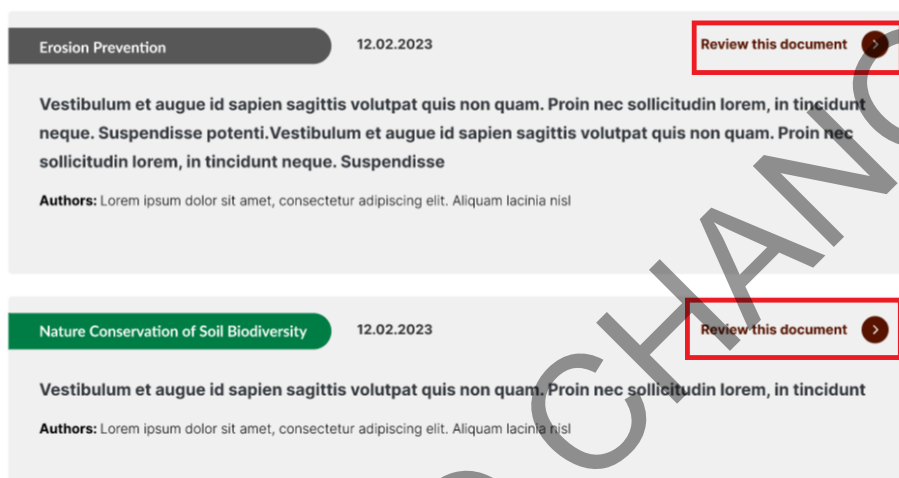 Erosion Prevention
12.02.2023
Review this document
Vestibulum et augue id sapien sagittis volutpat quis non quam. Proin nec sollicitudin lorem, in tincidunt
neque. Suspendisse potenti.Vestibulum et augue id sapien sagittis volutpat quis non quam. Proin nec
sollicitudin lorem, in tincidunt neque. Suspendisse
Authors: Lorem ipsum dolor sit amet, consectetur adipiscing elit. Aliquam lacinia nisl
Nature Conservation of Soil Biodiversity
12.02.2023
Review this document
Vestibulum et augue id sapien sagittis volutpat quis non quam. Proin nec sollicitudin lorem, in tincidunt
Authors: Lorem ipsum dolor sit amet, consectetur adipiscing elit. Aliquam lacinia nisl